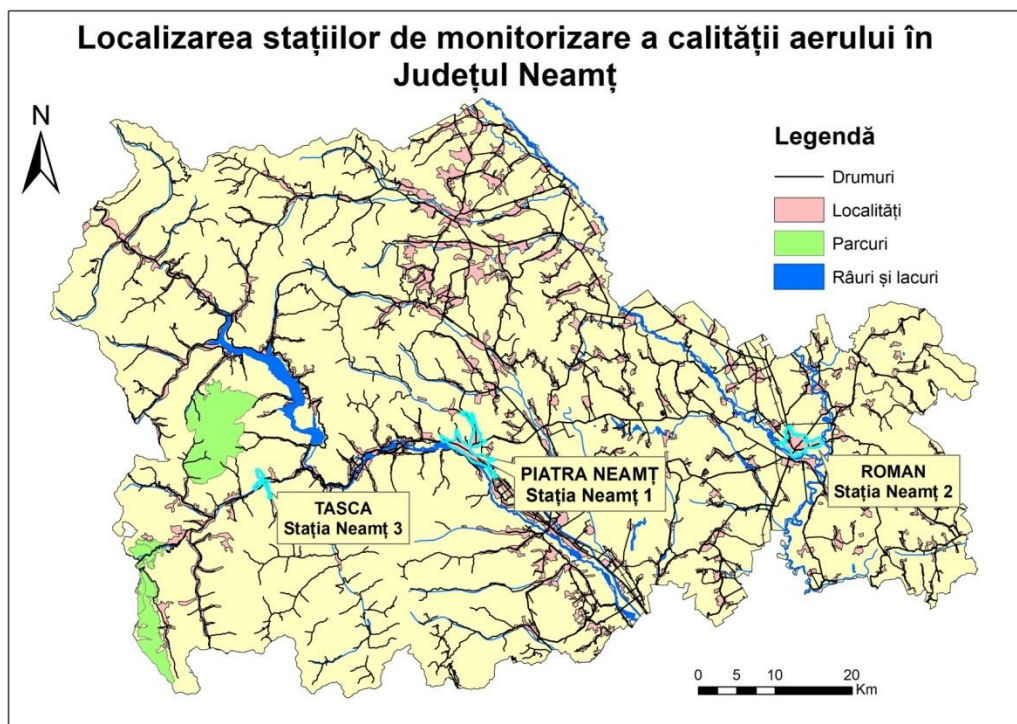 Localizarea stațiilor de monitorizare a calității aerului în
Județul Neamț
N
Legendă
Drumuri
Localități
Parcuri
Râuri și lacuri
PIATRA NEAMȚ
Stația Neamț 1
ROMAN
Stația Neamț 2
TASCA
Stația Neamț 3
0 5 10 20
Km